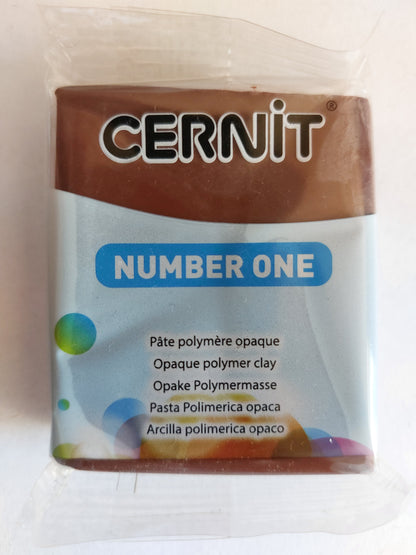 CERNiT®
NUMBER ONE
Pâte polymère opaque
Opaque polymer clay
Opake Polymermasse
Pasta Polimerica opaca
Arcilla polimerica opaco